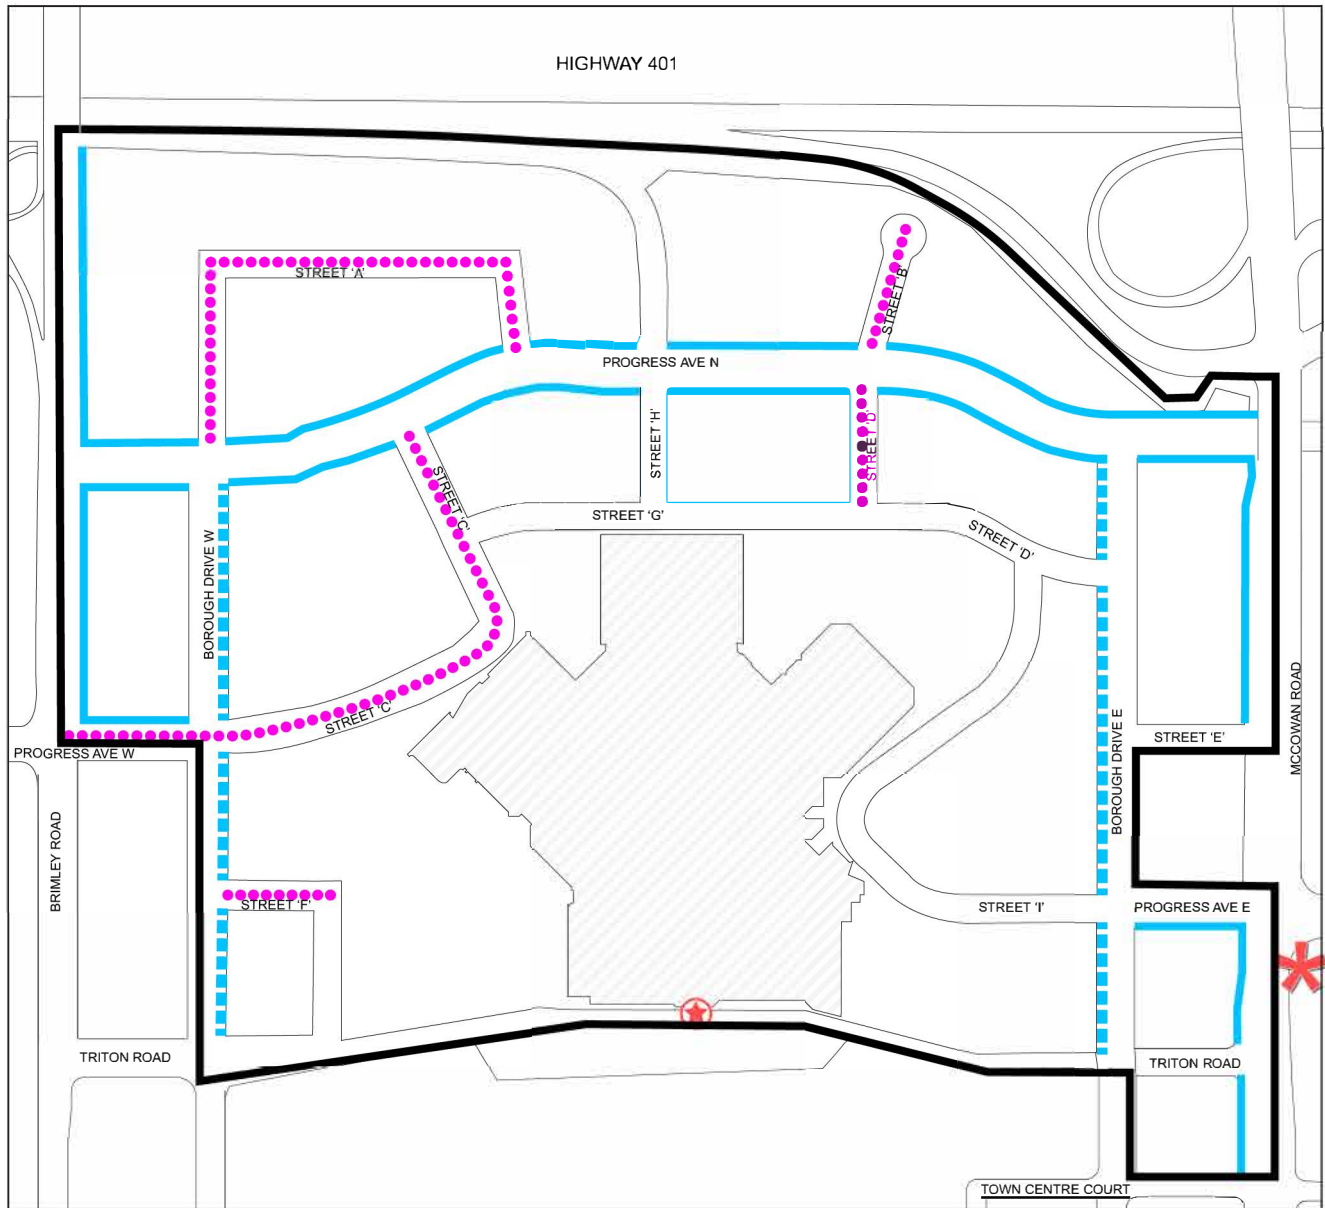 HIGHWAY 401
STREET 'A'
STREET 'B'
PROGRESS AVE N
STREET 'H'
STREET 'D'
STREET 'C'
STREET 'G'
STREET 'D'
BOROUGH DRIVE W
STREET 'C'
PROGRESS AVE W
STREET 'E'
MCCOWAN ROAD
BOROUGH DRIVE E
BRIMLEY ROAD
STREET 'F'
STREET 'I'
PROGRESS AVE E
TRITON ROAD
TRITON ROAD
TOWN CENTRE COURT